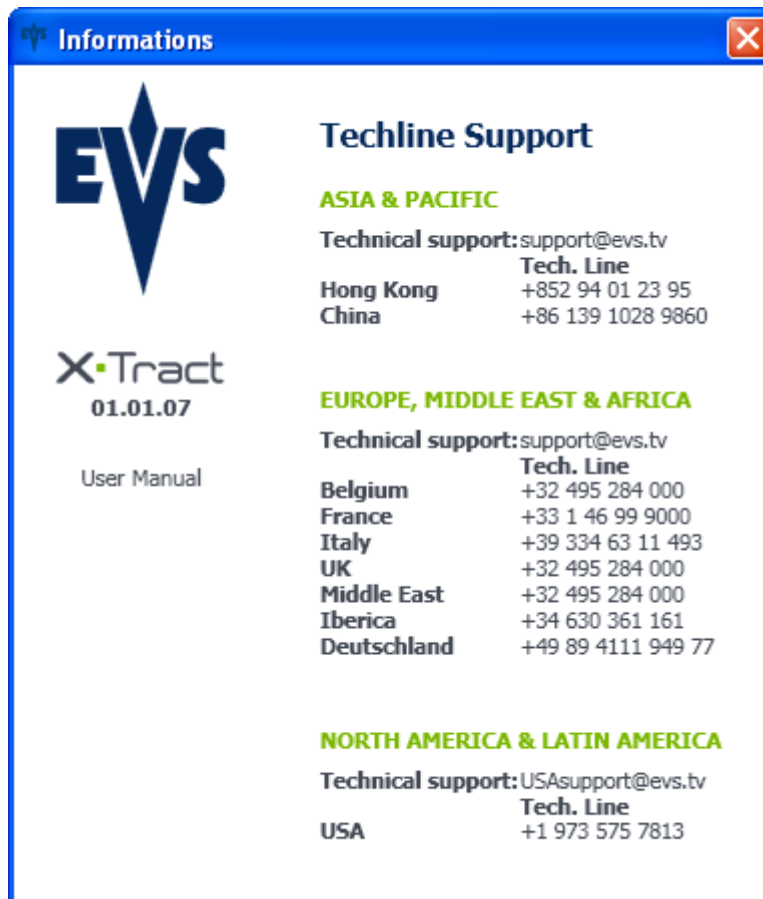 Informations
EVS
X·Tract
01.01.07
User Manual
Techline Support
ASIA & PACIFIC
Technical support: support@evs.tv
Tech. Line
Hong Kong +852 94 01 23 95
China +86 139 1028 9860
EUROPE, MIDDLE EAST & AFRICA
Technical support: support@evs.tv
Tech. Line
Belgium +32 495 284 000
France +33 1 46 99 9000
Italy +39 334 63 11 493
UK +32 495 284 000
Middle East +32 495 284 000
Iberica +34 630 361 161
Deutschland +49 89 4111 949 77
NORTH AMERICA & LATIN AMERICA
Technical support: USAsupport@evs.tv
Tech. Line
USA +1 973 575 7813